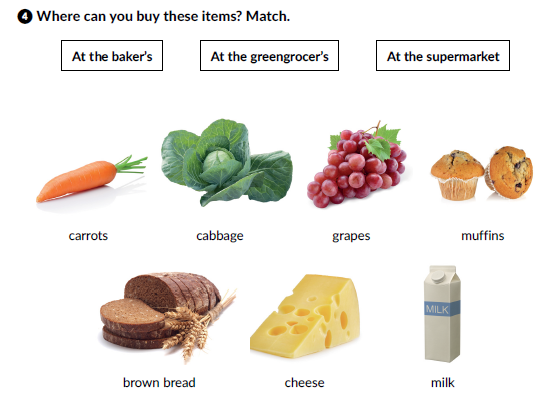 4 Where can you buy these items? Match.
At the baker's At the greengrocer's At the supermarket
carrots cabbage grapes muffins
MILK
brown bread cheese milk